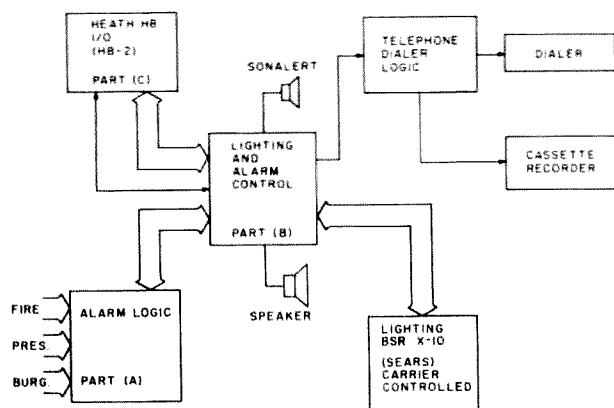 HEATH H8
I/O
(H8-2)
PART (C)
SONALERT
TELEPHONE
DIALER
LOGIC
DIALER
CASSETTE
RECORDER
LIGHTING
AND
ALARM
CONTROL
PART (B)
SPEAKER
FIRE
PRES.
BURG.
ALARM LOGIC
PART (A)
LIGHTING
BSR X-10
(SEARS)
CARRIER
CONTROLLED